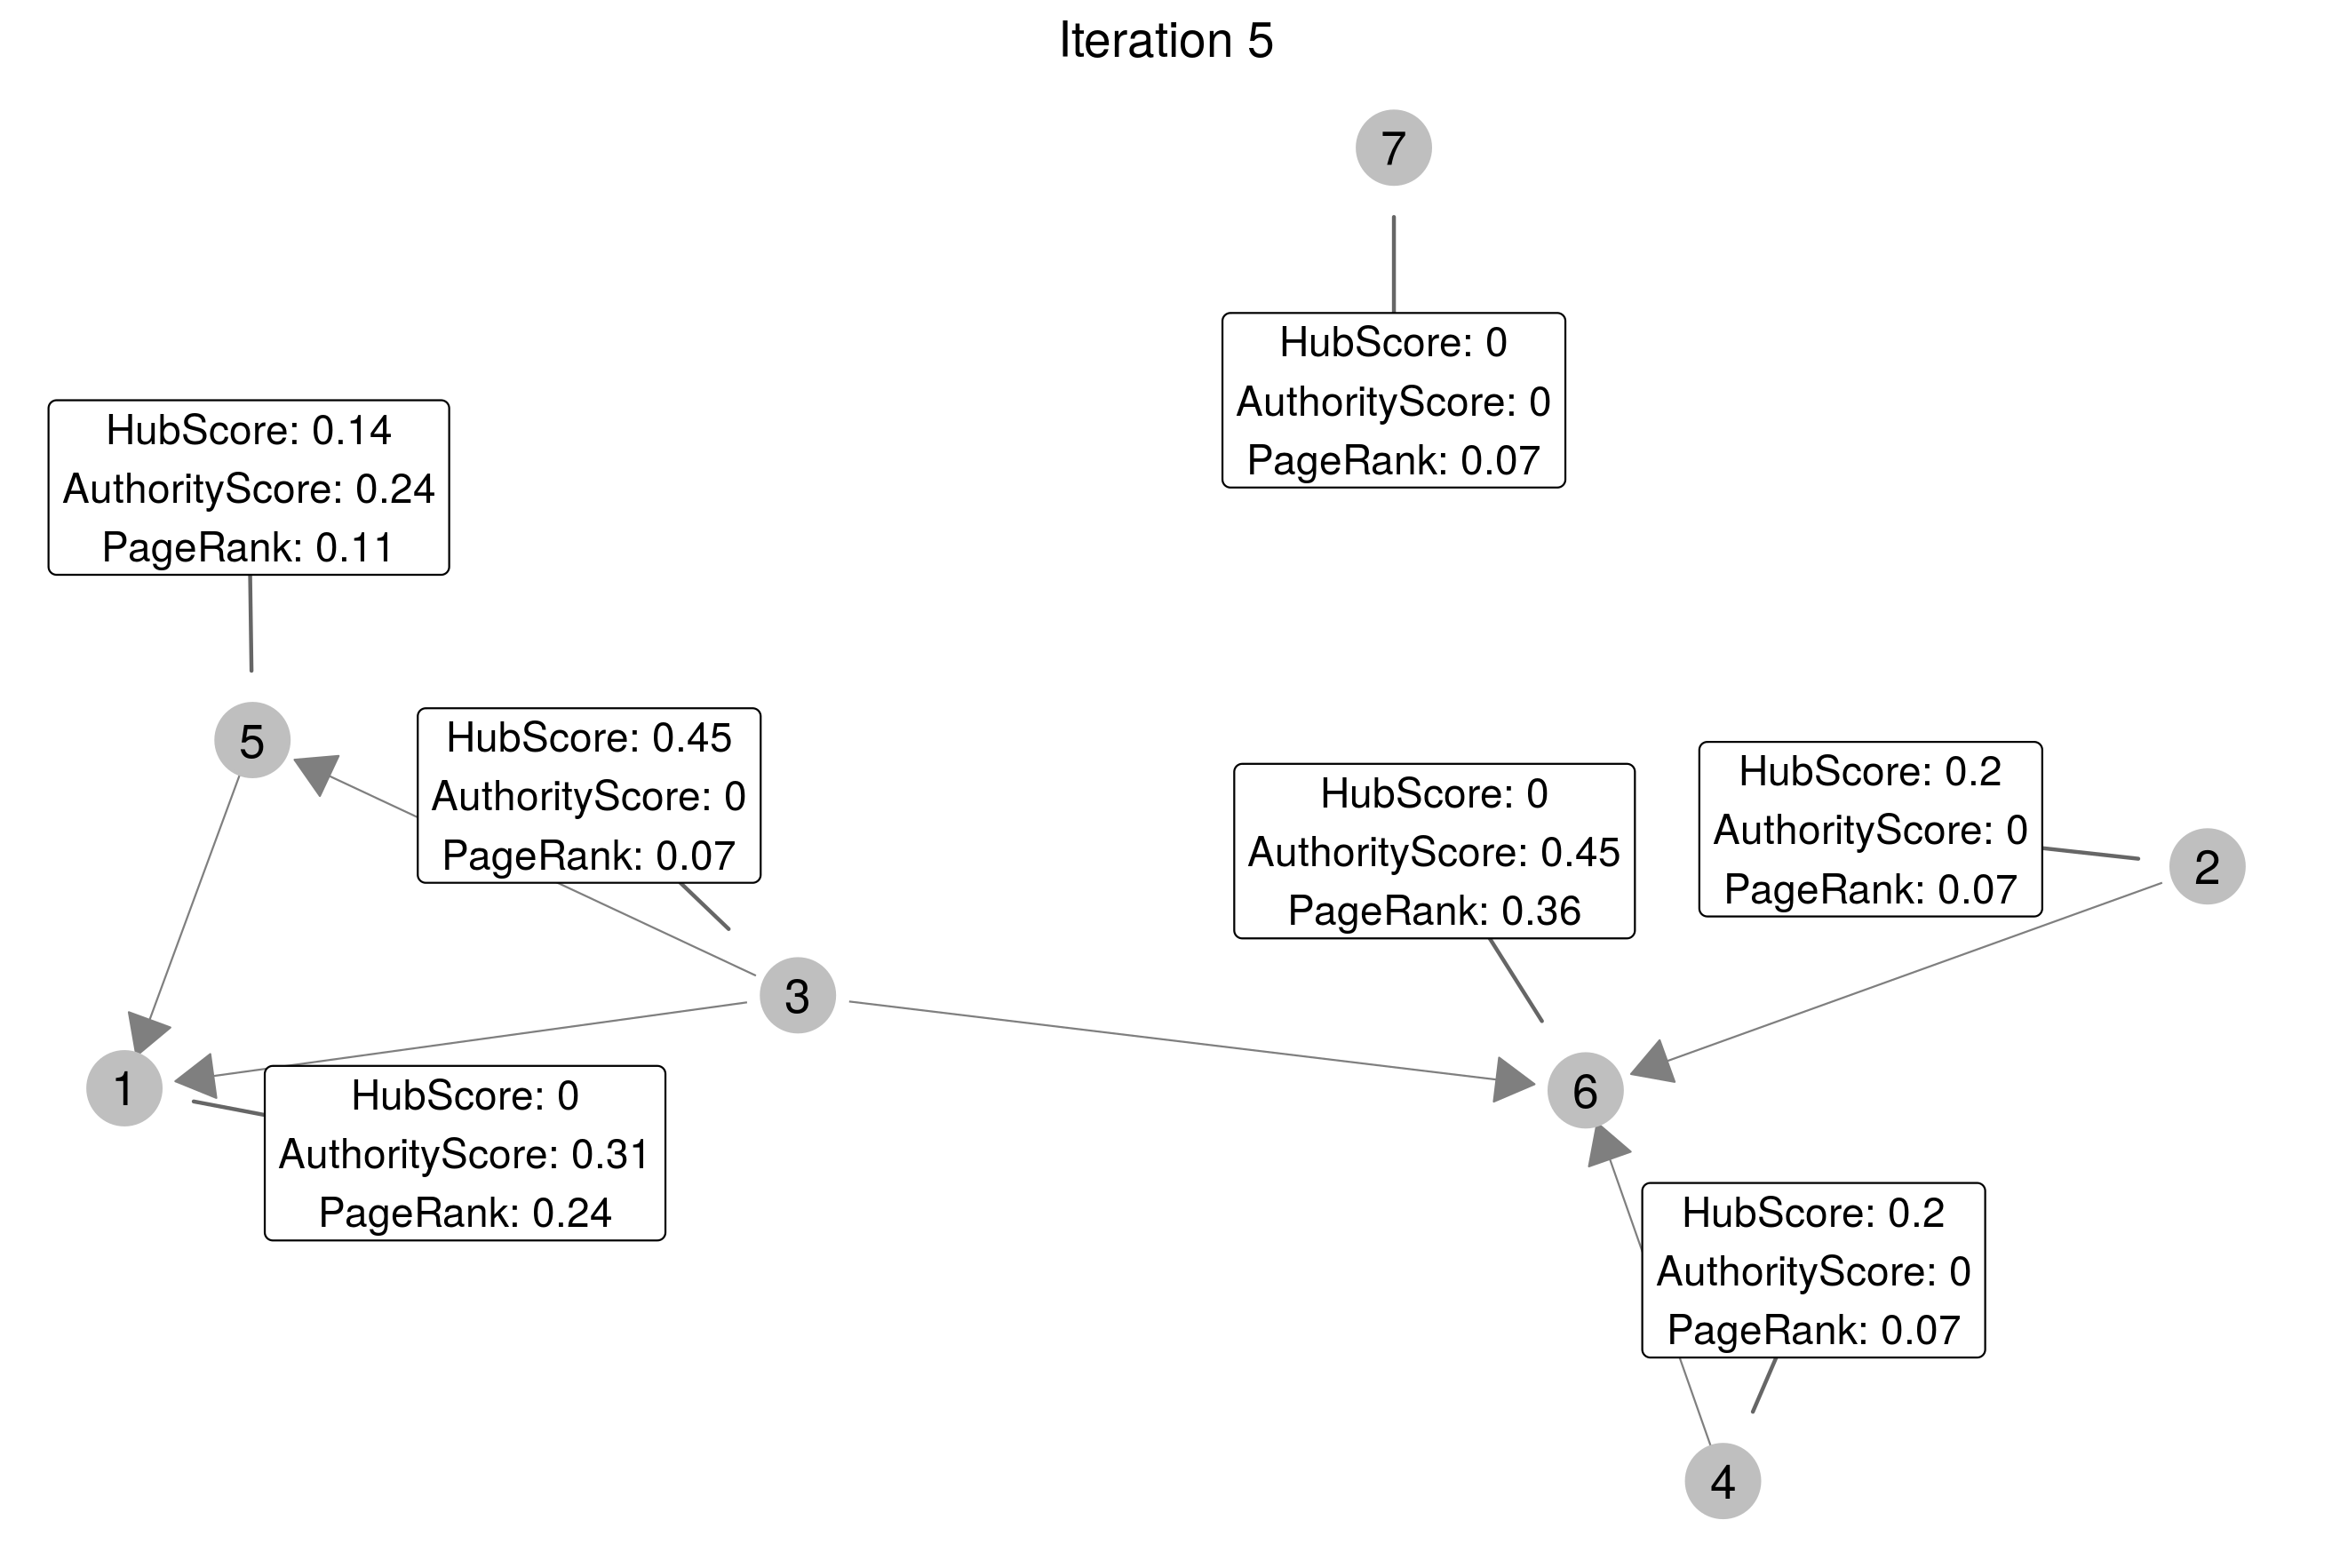 Iteration 5
7
HubScore: 0
AuthorityScore: 0
PageRank: 0.07
HubScore: 0.14
AuthorityScore: 0.24
PageRank: 0.11
5
HubScore: 0.45
AuthorityScore: 0
PageRank: 0.07
HubScore: 0
AuthorityScore: 0.45
PageRank: 0.36
HubScore: 0.2
AuthorityScore: 0
PageRank: 0.07
2
3
1
6
HubScore: 0
AuthorityScore: 0.31
PageRank: 0.24
HubScore: 0.2
AuthorityScore: 0
PageRank: 0.07
4